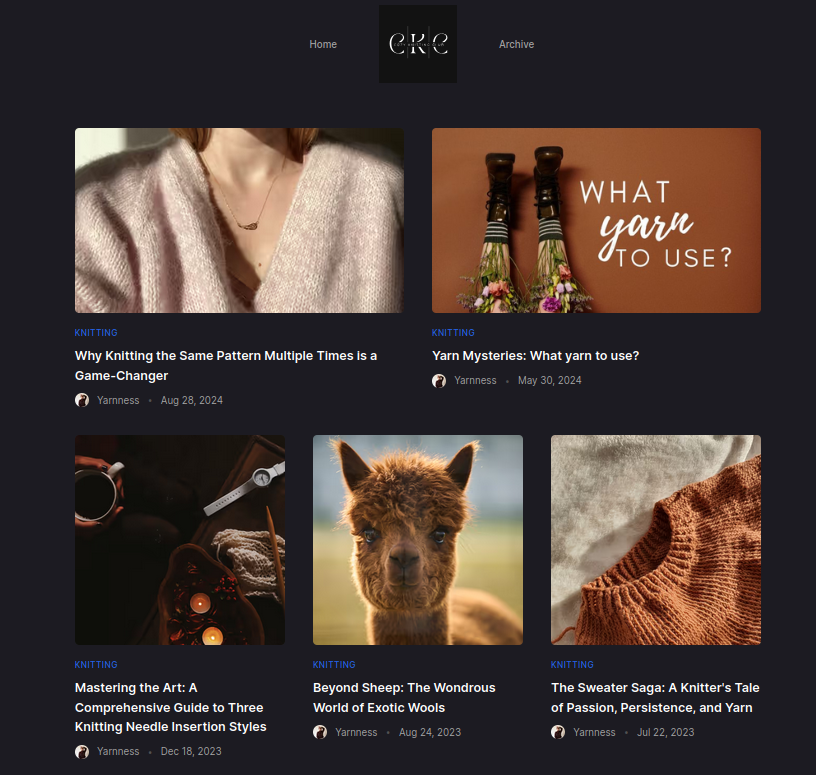 Home
CKC
COZY KNITTING CLUB
Archive
WHAT
yarn
TO USE?
KNITTING
Why Knitting the Same Pattern Multiple Times is a
Game-Changer
Yarnness • Aug 28, 2024
KNITTING
Yarn Mysteries: What yarn to use?
Yarnness • May 30, 2024
KNITTING
Mastering the Art: A
Comprehensive Guide to Three
Knitting Needle Insertion Styles
Yarnness • Dec 18, 2023
KNITTING
Beyond Sheep: The Wondrous
World of Exotic Wools
Yarnness • Aug 24, 2023
KNITTING
The Sweater Saga: A Knitter's Tale
of Passion, Persistence, and Yarn
Yarnness • Jul 22, 2023